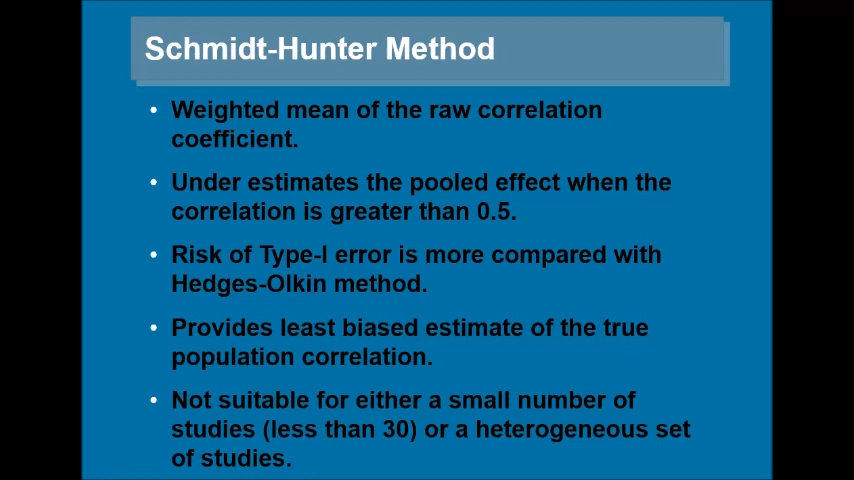 Schmidt-Hunter Method
• Weighted mean of the raw correlation
coefficient.
• Under estimates the pooled effect when the
correlation is greater than 0.5.
• Risk of Type-I error is more compared with
Hedges-Olkin method.
• Provides least biased estimate of the true
population correlation.
• Not suitable for either a small number of
studies (less than 30) or a heterogeneous set
of studies.